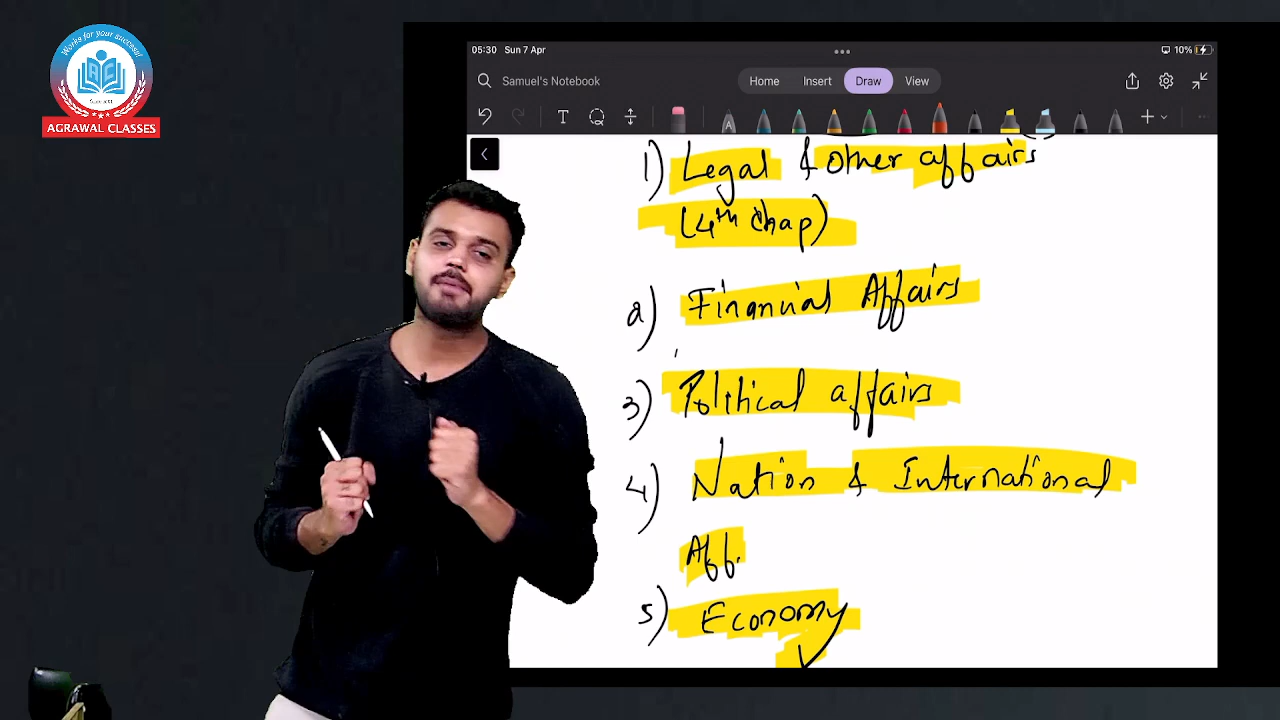 Works for your success!
AC
AGRAWAL CLASSES
05:30 Sun 7 Apr
10%
Samuel's Notebook
Home Insert Draw View
T
A
1) Legal & other affairs
(4th chap)
2) Financial Affairs
3) Political affairs
4) Nation & International
Aff.
5) Economy